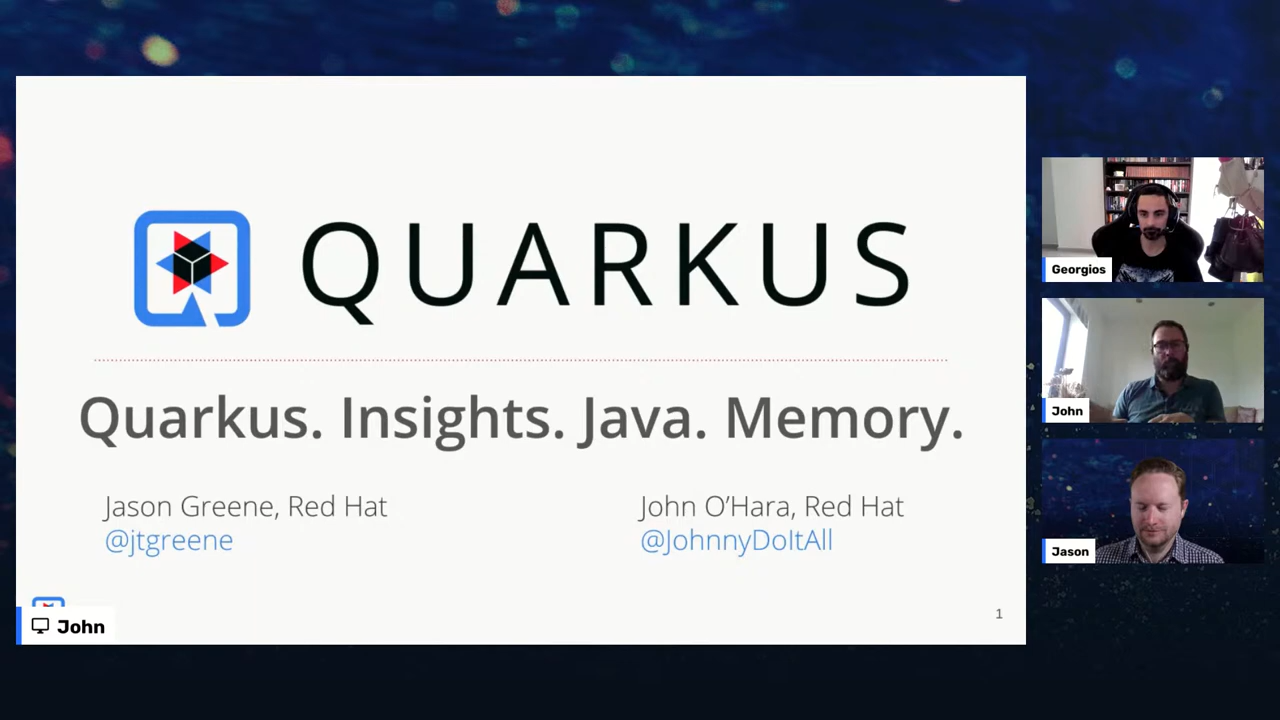 QUARKUS
Quarkus. Insights. Java. Memory.
Jason Greene, Red Hat
@jtgreene
John O'Hara, Red Hat
@JohnnyDoItAll
1
John
Georgios
John
Jason